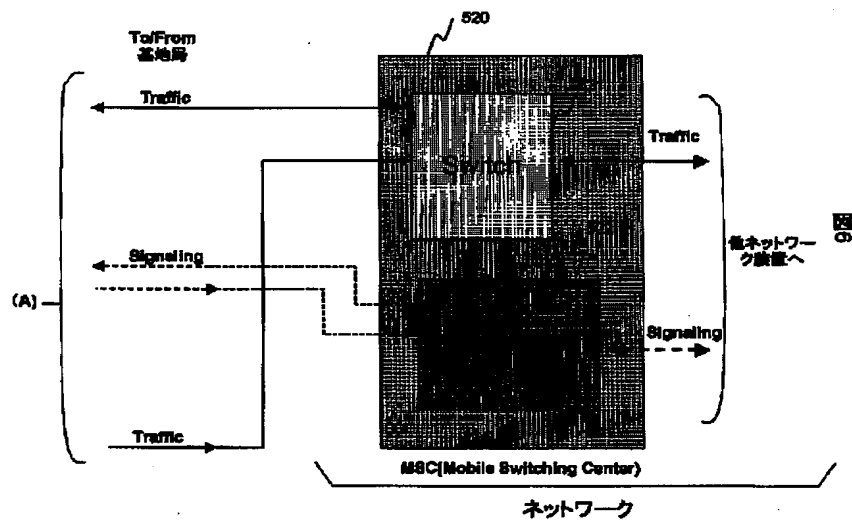 520
To/From
基地局
Traffic
Switch
Traffic
Signaling
(A)
他ネットワー
ク装置へ
図6
Signaling
Traffic
MSC(Mobile Switching Center)
ネットワーク